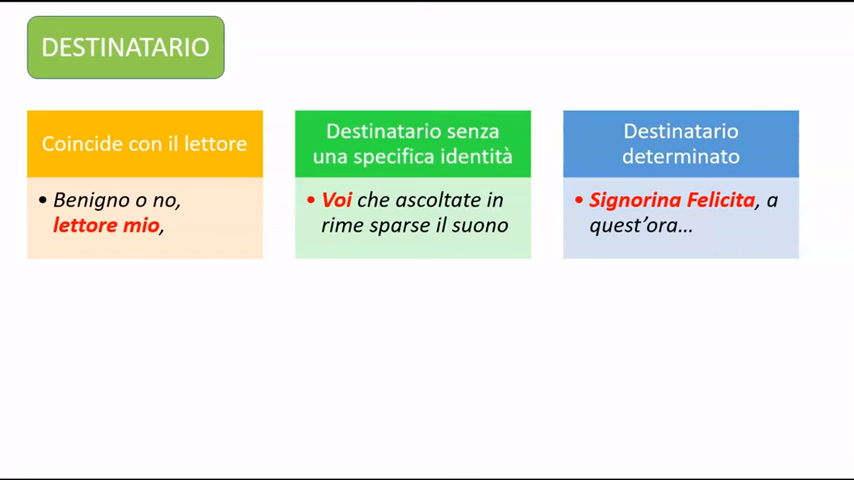 DESTINATARIO
Coincide con il lettore
• Benigno o no,
lettore mio,
Destinatario senza
una specifica identità
• Voi che ascoltate in
rime sparse il suono
Destinatario
determinato
• Signorina Felicita, a
quest’ora…